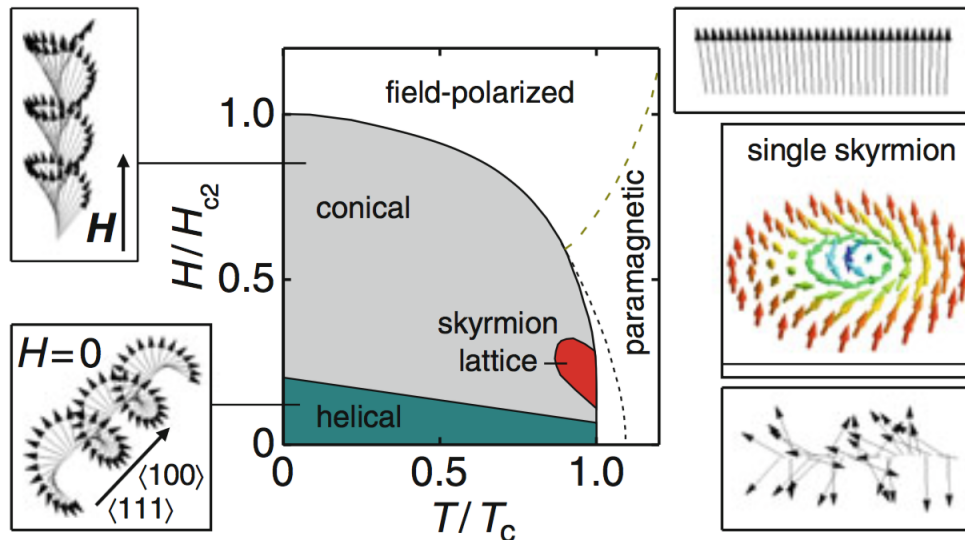 H
H=0
⟨100⟩
⟨111⟩
H/Hc2
1.0
0.5
0
field-polarized
conical
skyrmion
lattice
helical
paramagnetic
0
0.5
1.0
T/Tc
single skyrmion